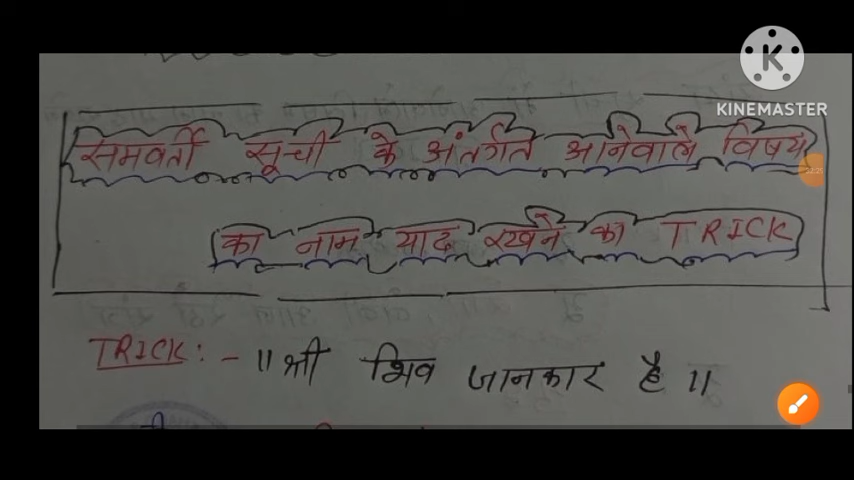 KINEMASTER
समवर्ती सूची के अंतर्गत आनेवाले विषय
का नाम याद रखने का TRICK
TRICK:- "श्री शिव जानकार है"